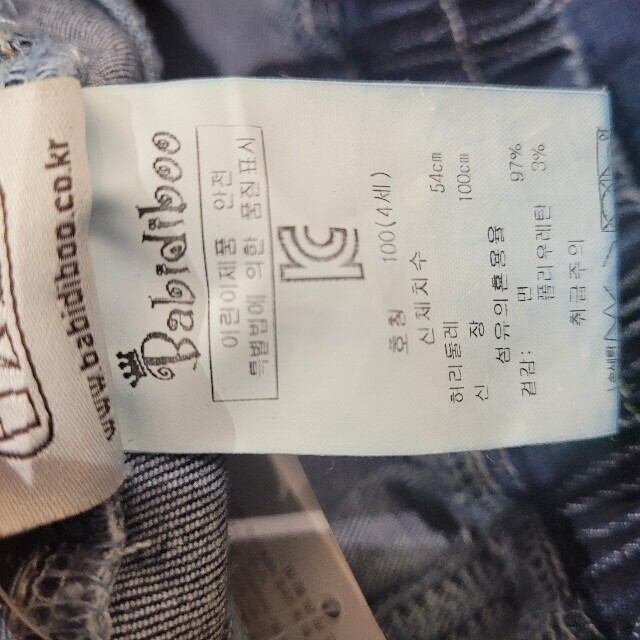 www.babidiboo.co.kr
Babidiboo
어린이제품 안전
특별법에 의한 품질표시
KC
호칭 100(4세)
신체치수
허리둘레 54cm
신 장 100cm
섬유의혼용율
겉감: 면 97%
폴리우레탄 3%
취급주의